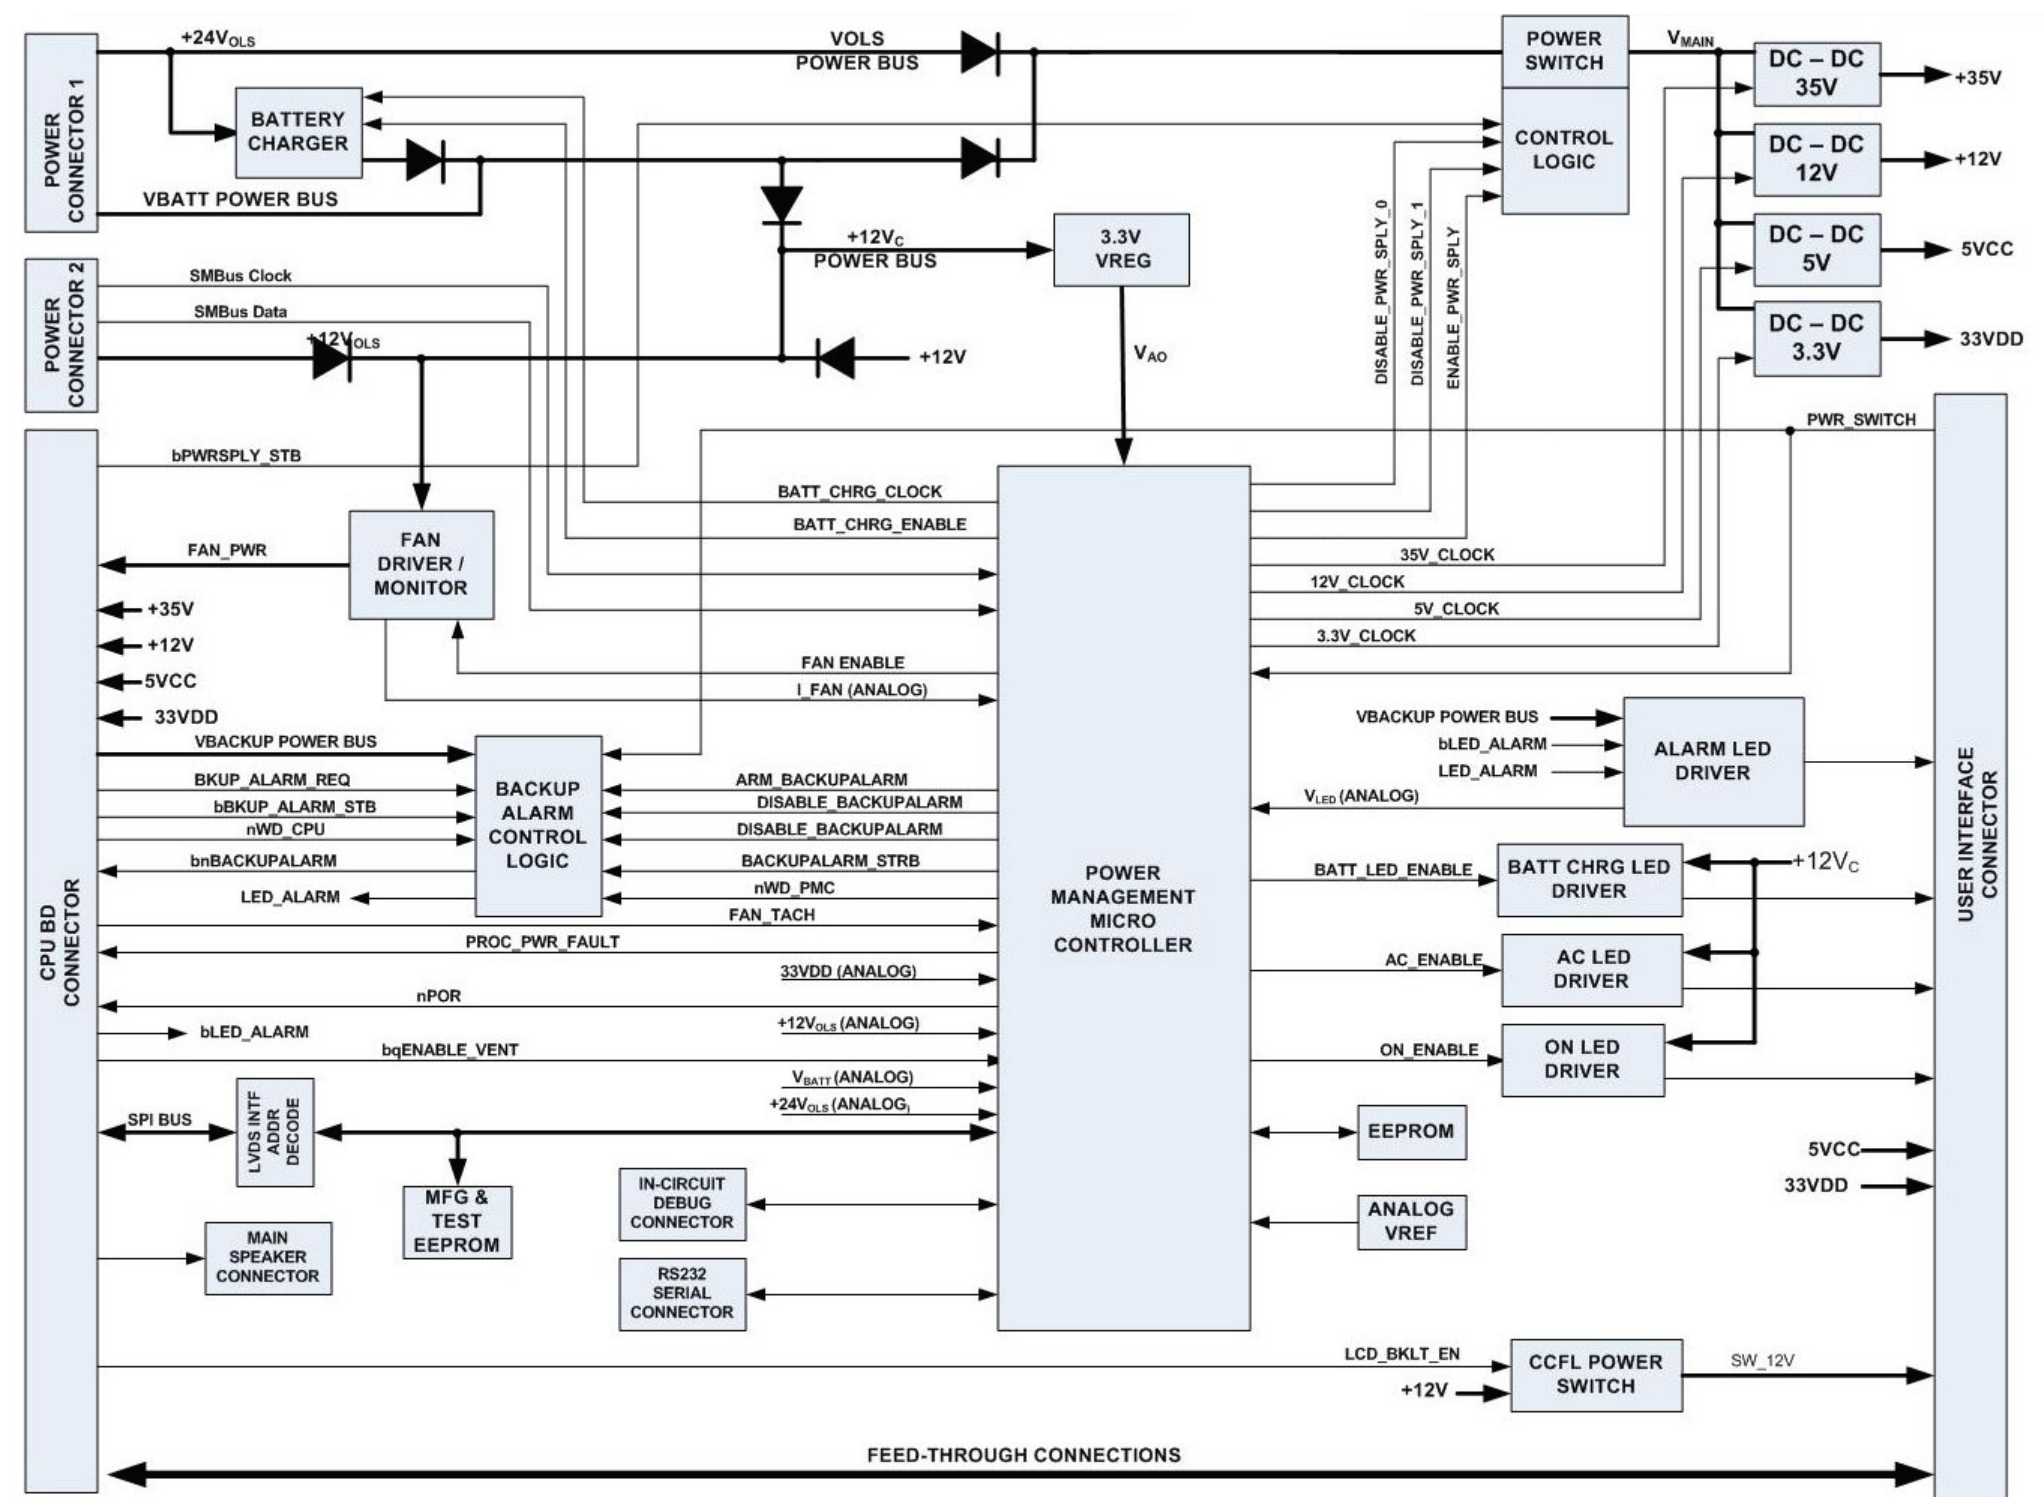 +24VOLS
VOLS
POWER BUS
POWER
SWITCH
VMAIN
DC – DC
35V
+35V
POWER
CONNECTOR 1
BATTERY
CHARGER
CONTROL
LOGIC
DC – DC
12V
+12V
VBATT POWER BUS
DISABLE_PWR_SPLY_0
DISABLE_PWR_SPLY_1
ENABLE_PWR_SPLY
+12VC
POWER BUS
3.3V
VREG
DC – DC
5V
5VCC
POWER
CONNECTOR 2
SMBus Clock
SMBus Data
+12VOLS
+12V
VAO
DC – DC
3.3V
33VDD
PWR_SWITCH
bPWRSPLY_STB
BATT_CHRG_CLOCK
BATT_CHRG_ENABLE
FAN
DRIVER /
MONITOR
FAN_PWR
35V_CLOCK
12V_CLOCK
5V_CLOCK
3.3V_CLOCK
+35V
+12V
5VCC
33VDD
FAN ENABLE
I_FAN (ANALOG)
VBACKUP POWER BUS
BKUP_ALARM_REQ
bBKUP_ALARM_STB
nWD_CPU
bnBACKUPALARM
LED_ALARM
BACKUP
ALARM
CONTROL
LOGIC
ARM_BACKUPALARM
DISABLE_BACKUPALARM
DISABLE_BACKUPALARM
BACKUPALARM_STRB
nWD_PMC
POWER
MANAGEMENT
MICRO
CONTROLLER
VBACKUP POWER BUS
bLED_ALARM
LED_ALARM
VLED (ANALOG)
ALARM LED
DRIVER
USER INTERFACE
CONNECTOR
CPU BD
CONNECTOR
FAN_TACH
PROC_PWR_FAULT
33VDD (ANALOG)
nPOR
+12VOLS (ANALOG)
bLED_ALARM
bqENABLE_VENT
VBATT (ANALOG)
+24VOLS (ANALOG)
BATT_LED_ENABLE
BATT CHRG LED
DRIVER
+12VC
AC_ENABLE
AC LED
DRIVER
ON_ENABLE
ON LED
DRIVER
SPI BUS
LVDS INTF
ADDR
DECODE
MFG &
TEST
EEPROM
IN-CIRCUIT
DEBUG
CONNECTOR
RS232
SERIAL
CONNECTOR
MAIN
SPEAKER
CONNECTOR
EEPROM
ANALOG
VREF
5VCC
33VDD
LCD_BKLT_EN
+12V
CCFL POWER
SWITCH
SW_12V
FEED-THROUGH CONNECTIONS